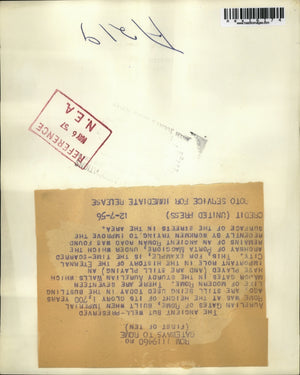 A219
REFERENCE
N.E.A.
ROM 1119460 NO
GATEWAYS TO ROME
(FIRST OF TEN)
THE ANCIENT BUT WELL-PRESERVED
AURELIAN GATES OF ROME, BUILT WHEN IMPERIAL
ROME WAS AT THE HEIGHT OF ITS GLORY 1,700
AGO, ARE STILL BEING USED TODAY IN THE BUSTLING
LIFE OF MODERN ROME. THERE ARE SEVENTEEN
MAJOR GATES IN THE STURDY AURELIAN WALLS WHICH
HAVE PLAYED (AND ARE STILL PLAYING) AN
IMPORTANT ROLE IN THE HISTORY OF THE ETERNAL
CITY. THIS FOR EXAMPLE, IS THE TIME-SCARRED
ARCHWAY OF PORTA MAGGIORE, UNDER WHICH THE
REMAINS OF AN ANCIENT ROMAN ROAD WAS FOUND
RECENTLY BY WORKMEN TRYING TO IMPROVE THE
SURFACE OF THE STREETS IN THE AREA.
CREDIT (UNITED PRESS) 12-7-56
FOTO SERVICE FOR IMMEDIATE RELEASE